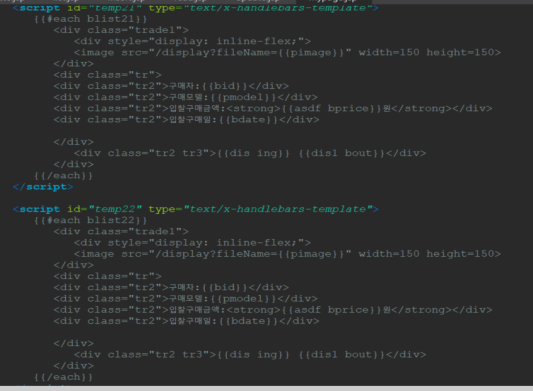 <script id="temp21" type="text/x-handlebars-template">
{{#each blist21}}
<div class="tradel">
<div style="display: inline-flex;">
<image src="/display?fileName={{pimage}}" width=150 height=150>
</div>
<div class="tr">
<div class="tr2">구매자:{{bid}}</div>
<div class="tr2">구매모델:{{pmodel}}</div>
<div class="tr2">입찰구매금액:<strong>{{asdf bprice}}원</strong></div>
<div class="tr2">입찰구매일:{{bdate}}</div>
</div>
<div class="tr2 tr3">{{dis ing}} {{dis1 bout}}</div>
</div>
{{/each}}
</script>
<script id="temp22" type="text/x-handlebars-template">
{{#each blist22}}
<div class="tradel">
<div style="display: inline-flex;">
<image src="/display?fileName={{pimage}}" width=150 height=150>
</div>
<div class="tr">
<div class="tr2">구매자:{{bid}}</div>
<div class="tr2">구매모델:{{pmodel}}</div>
<div class="tr2">입찰구매금액:<strong>{{asdf bprice}}원</strong></div>
<div class="tr2">입찰구매일:{{bdate}}</div>
</div>
<div class="tr2 tr3">{{dis ing}} {{dis1 bout}}</div>
</div>
{{/each}}